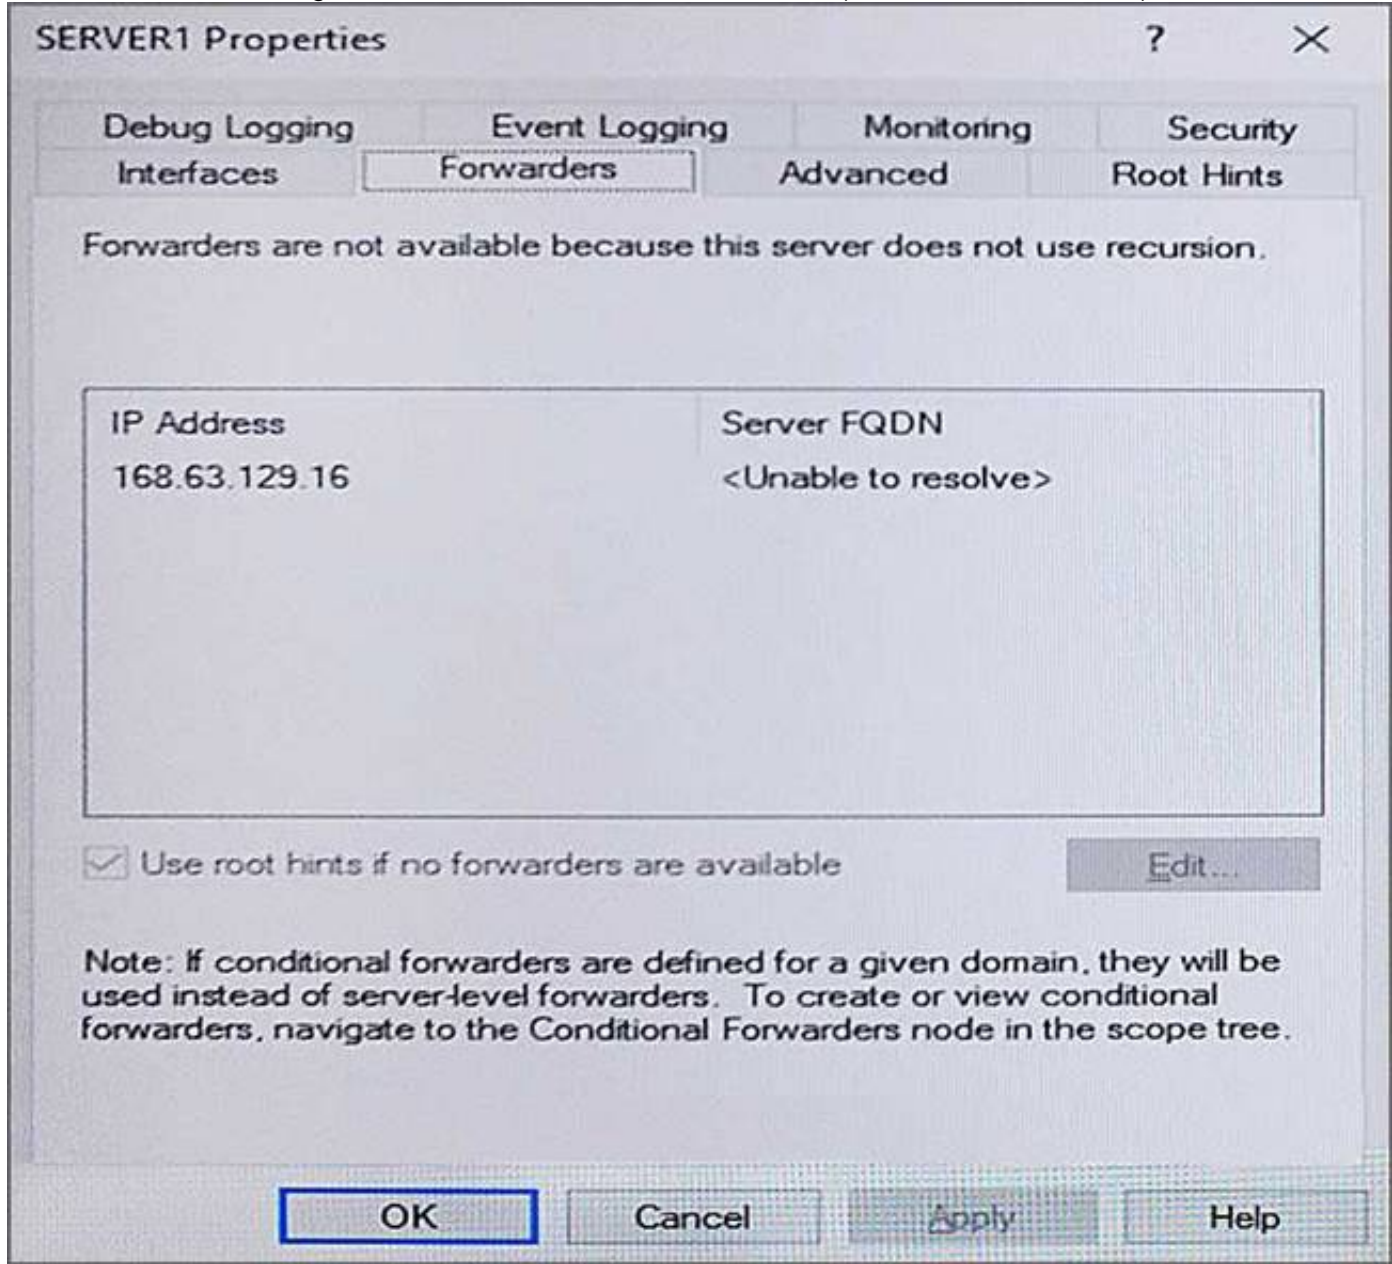 SERVER1 Properties ? ×
Debug Logging Event Logging Monitoring Security
Interfaces Forwarders Advanced Root Hints
Forwarders are not available because this server does not use recursion.
IP Address Server FQDN
168.63.129.16 <Unable to resolve>
Use root hints if no forwarders are available Edit...
Note: If conditional forwarders are defined for a given domain, they will be
used instead of server-level forwarders. To create or view conditional
forwarders, navigate to the Conditional Forwarders node in the scope tree.
OK Cancel Apply Help